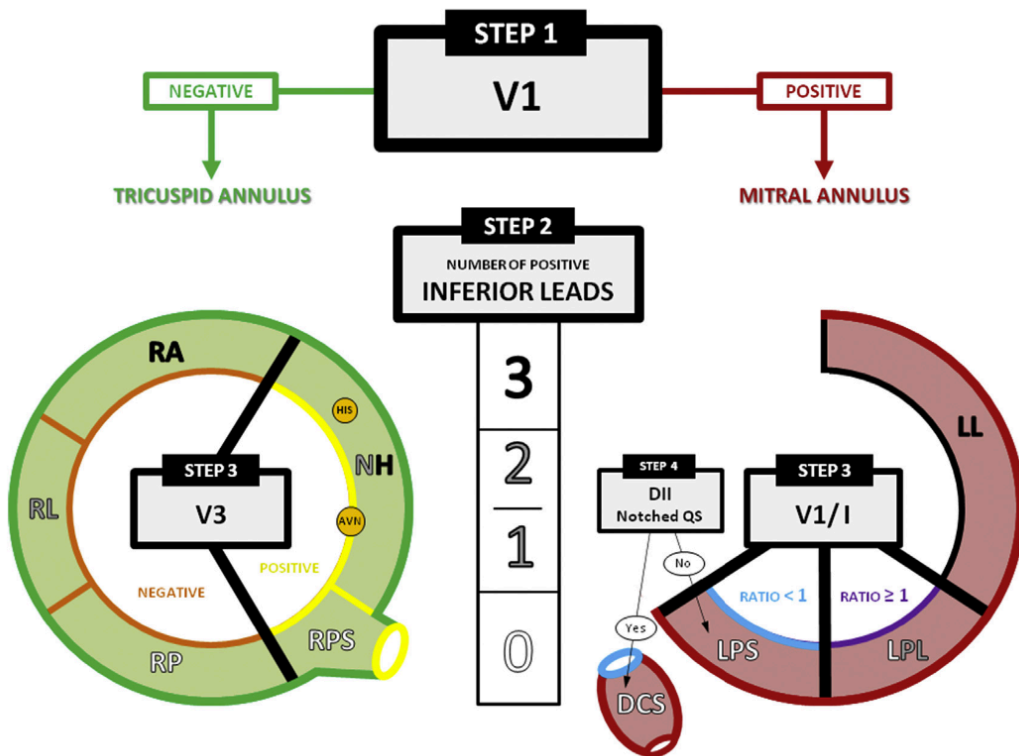 STEP 1
V1
NEGATIVE
POSITIVE
TRICUSPID ANNULUS
MITRAL ANNULUS
STEP 2
NUMBER OF POSITIVE
INFERIOR LEADS
3
2
1
0
RA
HIS
NH
RL
STEP 3
V3
AVN
POSITIVE
NEGATIVE
RP
RPS
LL
STEP 4
DII
Notched QS
STEP 3
V1/ I
No
RATIO < 1
RATIO ≥ 1
Yes
LPS
LPL
DCS